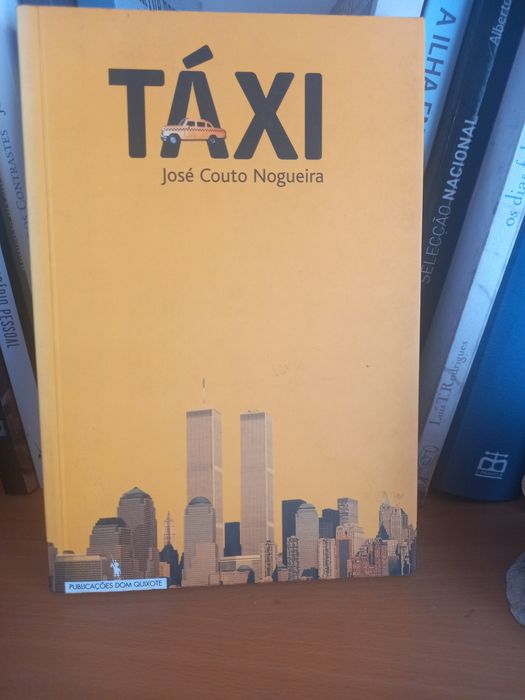 TÁXI
José Couto Nogueira
PUBLICAÇÕES DOM QUIXOTE
CONTRASTES
PESSOAL
A ILHA
SELECÇÃO NACIONAL
Alberto
os dias
Luís T. Rodrigues